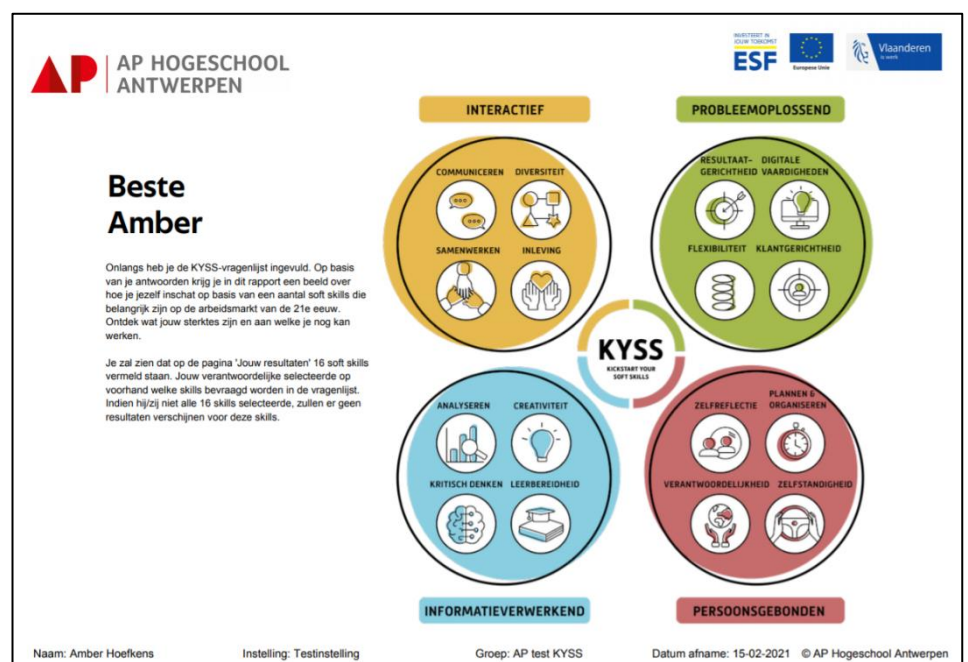 AP HOGESCHOOL
ANTWERPEN
INVESTEERT IN
JOUW TOEKOMST
ESF
Europese Unie
Vlaanderen
is werk
Beste
Amber
Onlangs heb je de KYSS-vragenlijst ingevuld. Op basis
van je antwoorden krijg je in dit rapport een beeld over
hoe je jezelf inschat op basis van een aantal soft skills die
belangrijk zijn op de arbeidsmarkt van de 21e eeuw.
Ontdek wat jouw sterktes zijn en aan welke je nog kan
werken.
Je zal zien dat op de pagina 'Jouw resultaten' 16 soft skills
vermeld staan. Jouw verantwoordelijke selecteerde op
voorhand welke skills bevraagd worden in de vragenlijst.
Indien hij/zij niet alle 16 skills selecteerde, zullen er geen
resultaten verschijnen voor deze skills.
INTERACTIEF
COMMUNICEREN
DIVERSITEIT
SAMENWERKEN
INLEVING
PROBLEEMOPLOSSEND
RESULTAAT-
GERICHTHEID
DIGITALE
VAARDIGHEDEN
FLEXIBILITEIT
KLANTGERICHTHEID
KYSS
KICKSTART YOUR
SOFT SKILLS
ANALYSEREN
CREATIVITEIT
KRITISCH DENKEN
LEERBEREIDHEID
INFORMATIEVERWERKEND
ZELFREFLECTIE
PLANNEN &
ORGANISEREN
VERANTWOORDELIJKHEID
ZELFSTANDIGHEID
PERSOONSGEBONDEN
Naam: Amber Hoefkens
Instelling: Testinstelling
Groep: AP test KYSS
Datum afname: 15-02-2021
© AP Hogeschool Antwerpen